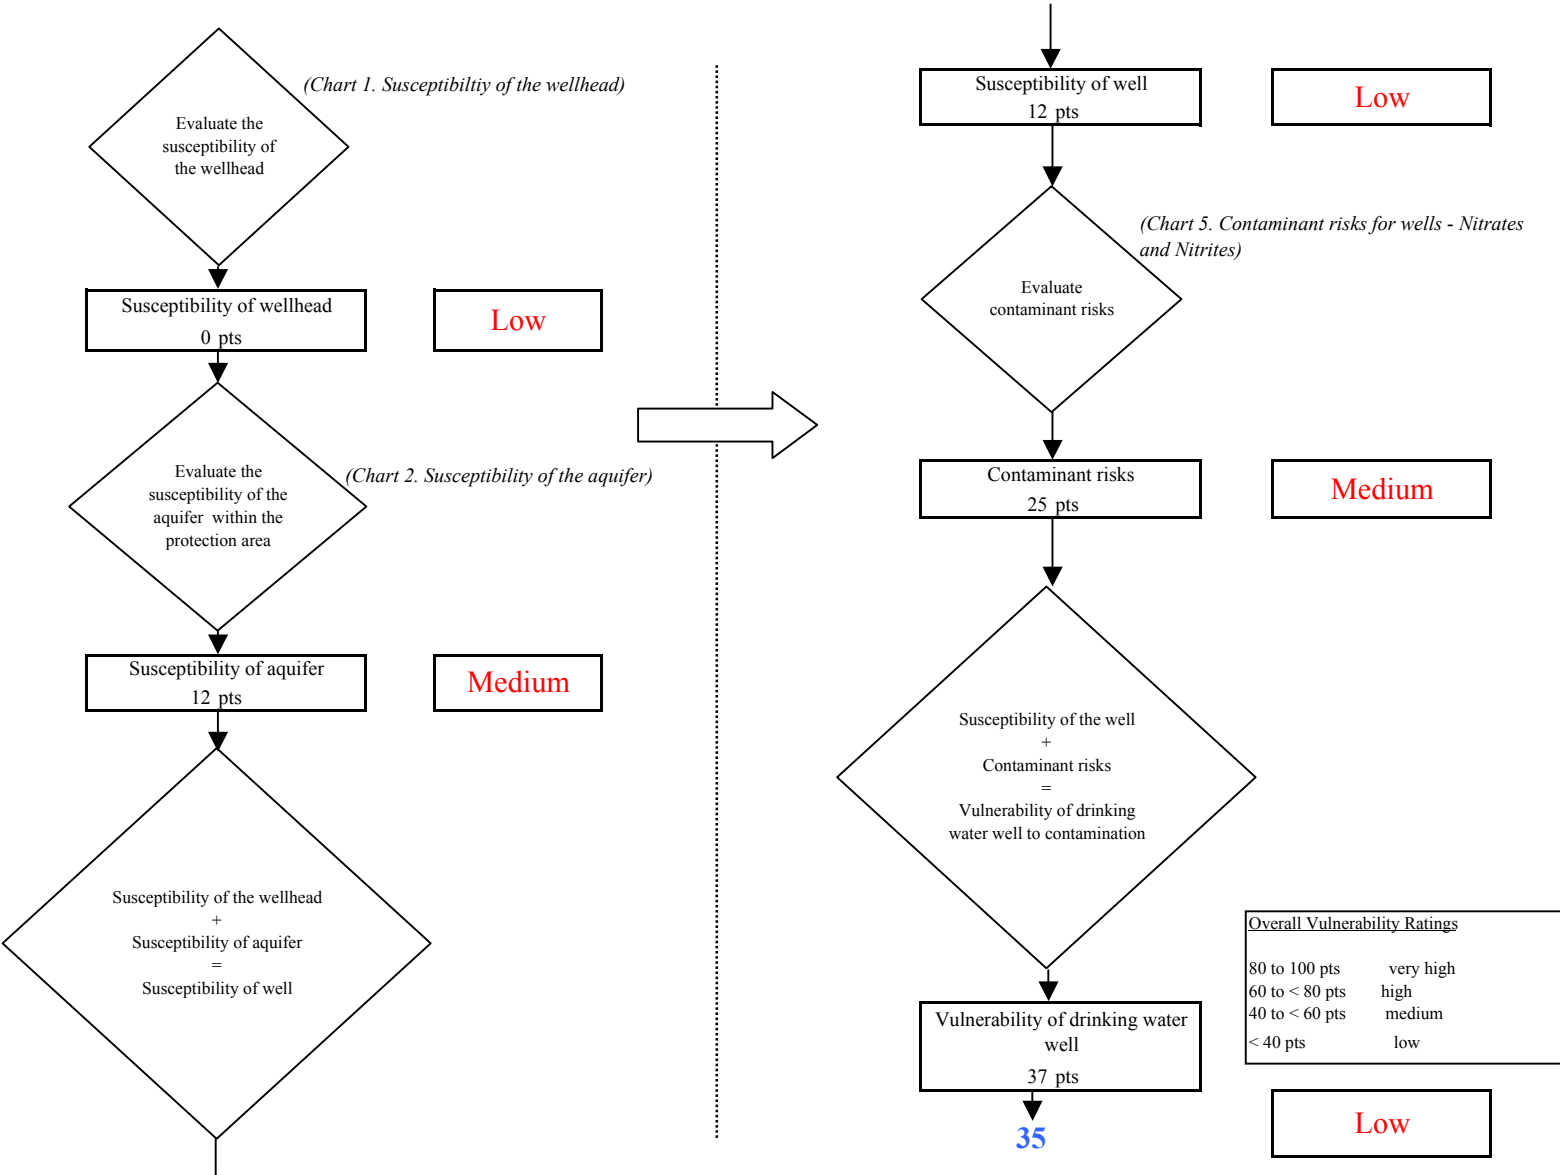 (Chart 1. Susceptibiltiy of the wellhead)
Evaluate the
susceptibility of
the wellhead
Susceptibility of wellhead
0 pts
Low
(Chart 2. Susceptibility of the aquifer)
Evaluate the
susceptibility of the
aquifer within the
protection area
Susceptibility of aquifer
12 pts
Medium
Susceptibility of the wellhead
+
Susceptibility of aquifer
=
Susceptibility of well
Susceptibility of well
12 pts
Low
(Chart 5. Contaminant risks for wells - Nitrates
and Nitrites)
Evaluate
contaminant risks
Contaminant risks
25 pts
Medium
Susceptibility of the well
+
Contaminant risks
=
Vulnerability of drinking
water well to contamination
Overall Vulnerability Ratings
80 to 100 pts very high
60 to < 80 pts high
40 to < 60 pts medium
< 40 pts low
Vulnerability of drinking water
well
37 pts
35
Low